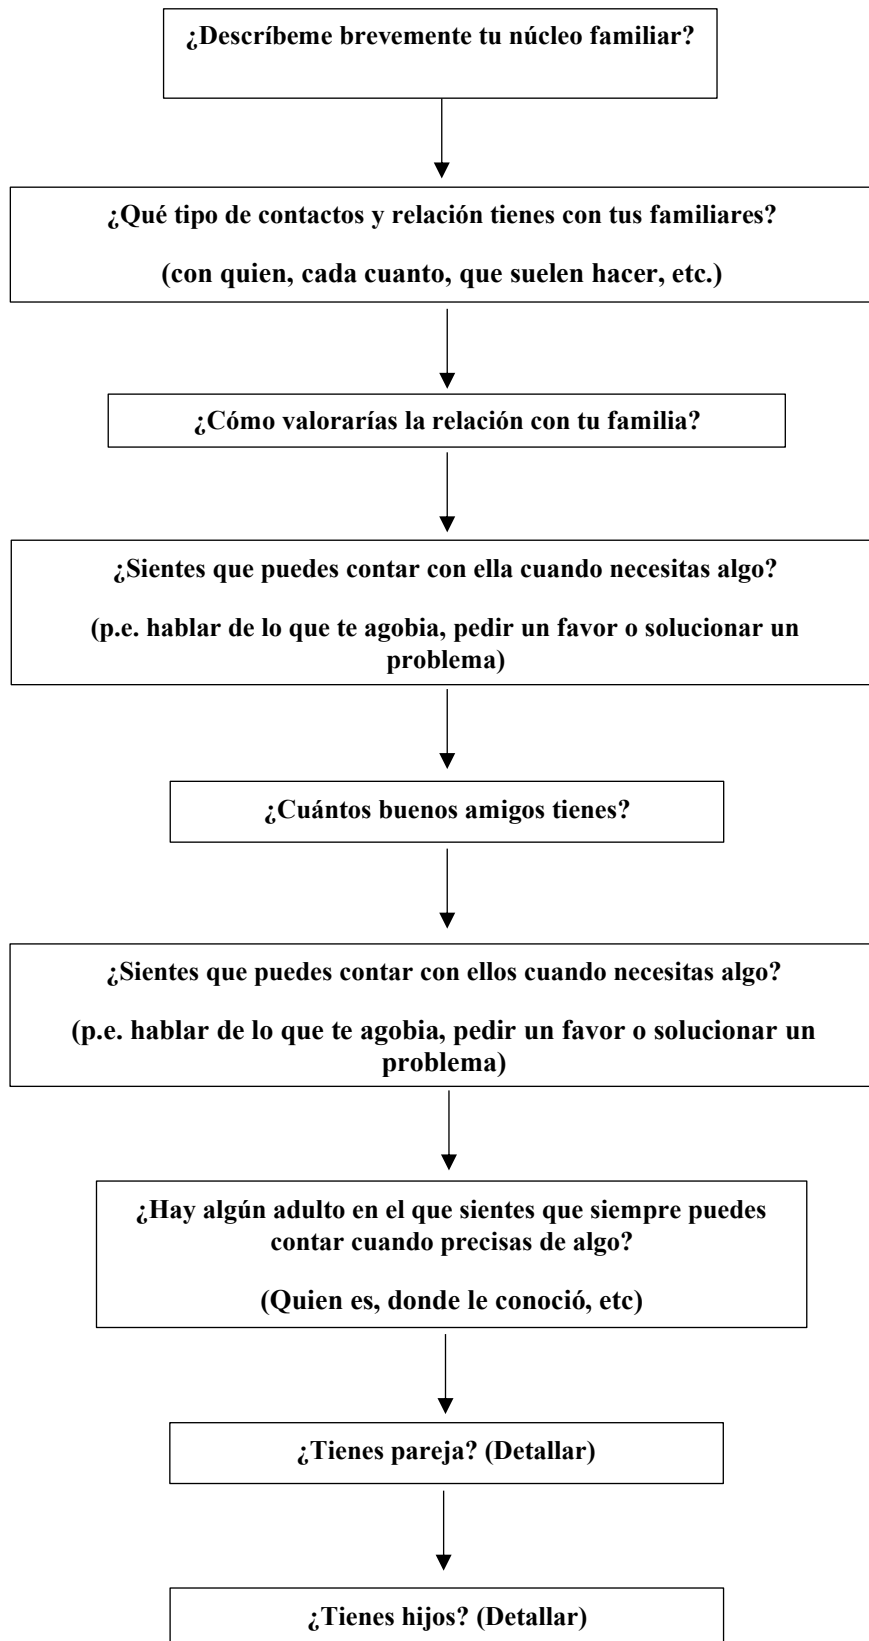 ¿Descríbeme brevemente tu núcleo familiar?
¿Qué tipo de contactos y relación tienes con tus familiares?
(con quien, cada cuanto, que suelen hacer, etc.)
¿Cómo valorarías la relación con tu familia?
¿Sientes que puedes contar con ella cuando necesitas algo?
(p.e. hablar de lo que te agobia, pedir un favor o solucionar un
problema)
¿Cuántos buenos amigos tienes?
¿Sientes que puedes contar con ellos cuando necesitas algo?
(p.e. hablar de lo que te agobia, pedir un favor o solucionar un
problema)
¿Hay algún adulto en el que sientes que siempre puedes
contar cuando precisas de algo?
(Quien es, donde le conoció, etc)
¿Tienes pareja? (Detallar)
¿Tienes hijos? (Detallar)